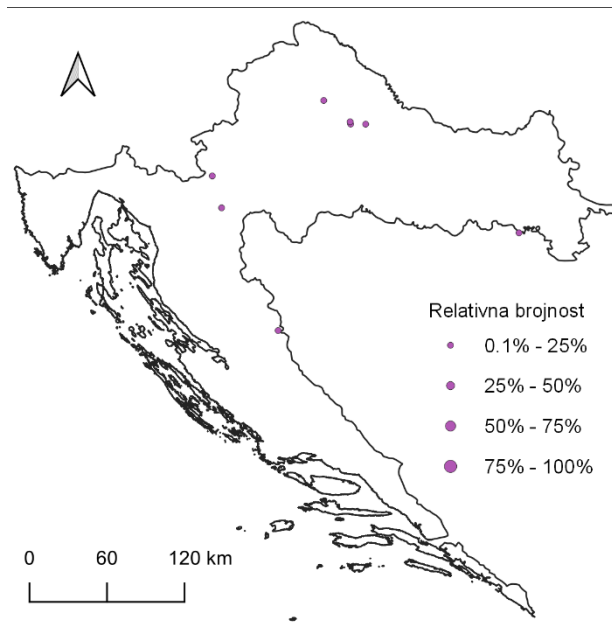 Relativna brojnost
0.1% - 25%
25% - 50%
50% - 75%
75% - 100%
0 60 120 km